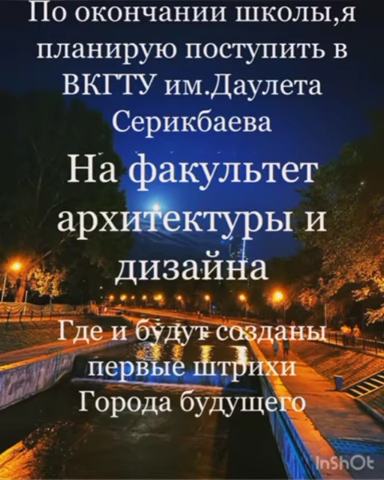 По окончании школы,я
планирую поступить в
ВКГТУ им.Даулета
Серикбаева
На факультет
архитектуры и
дизайна
Где и будут созданы
первые штрихи
Города будущего
InShOt